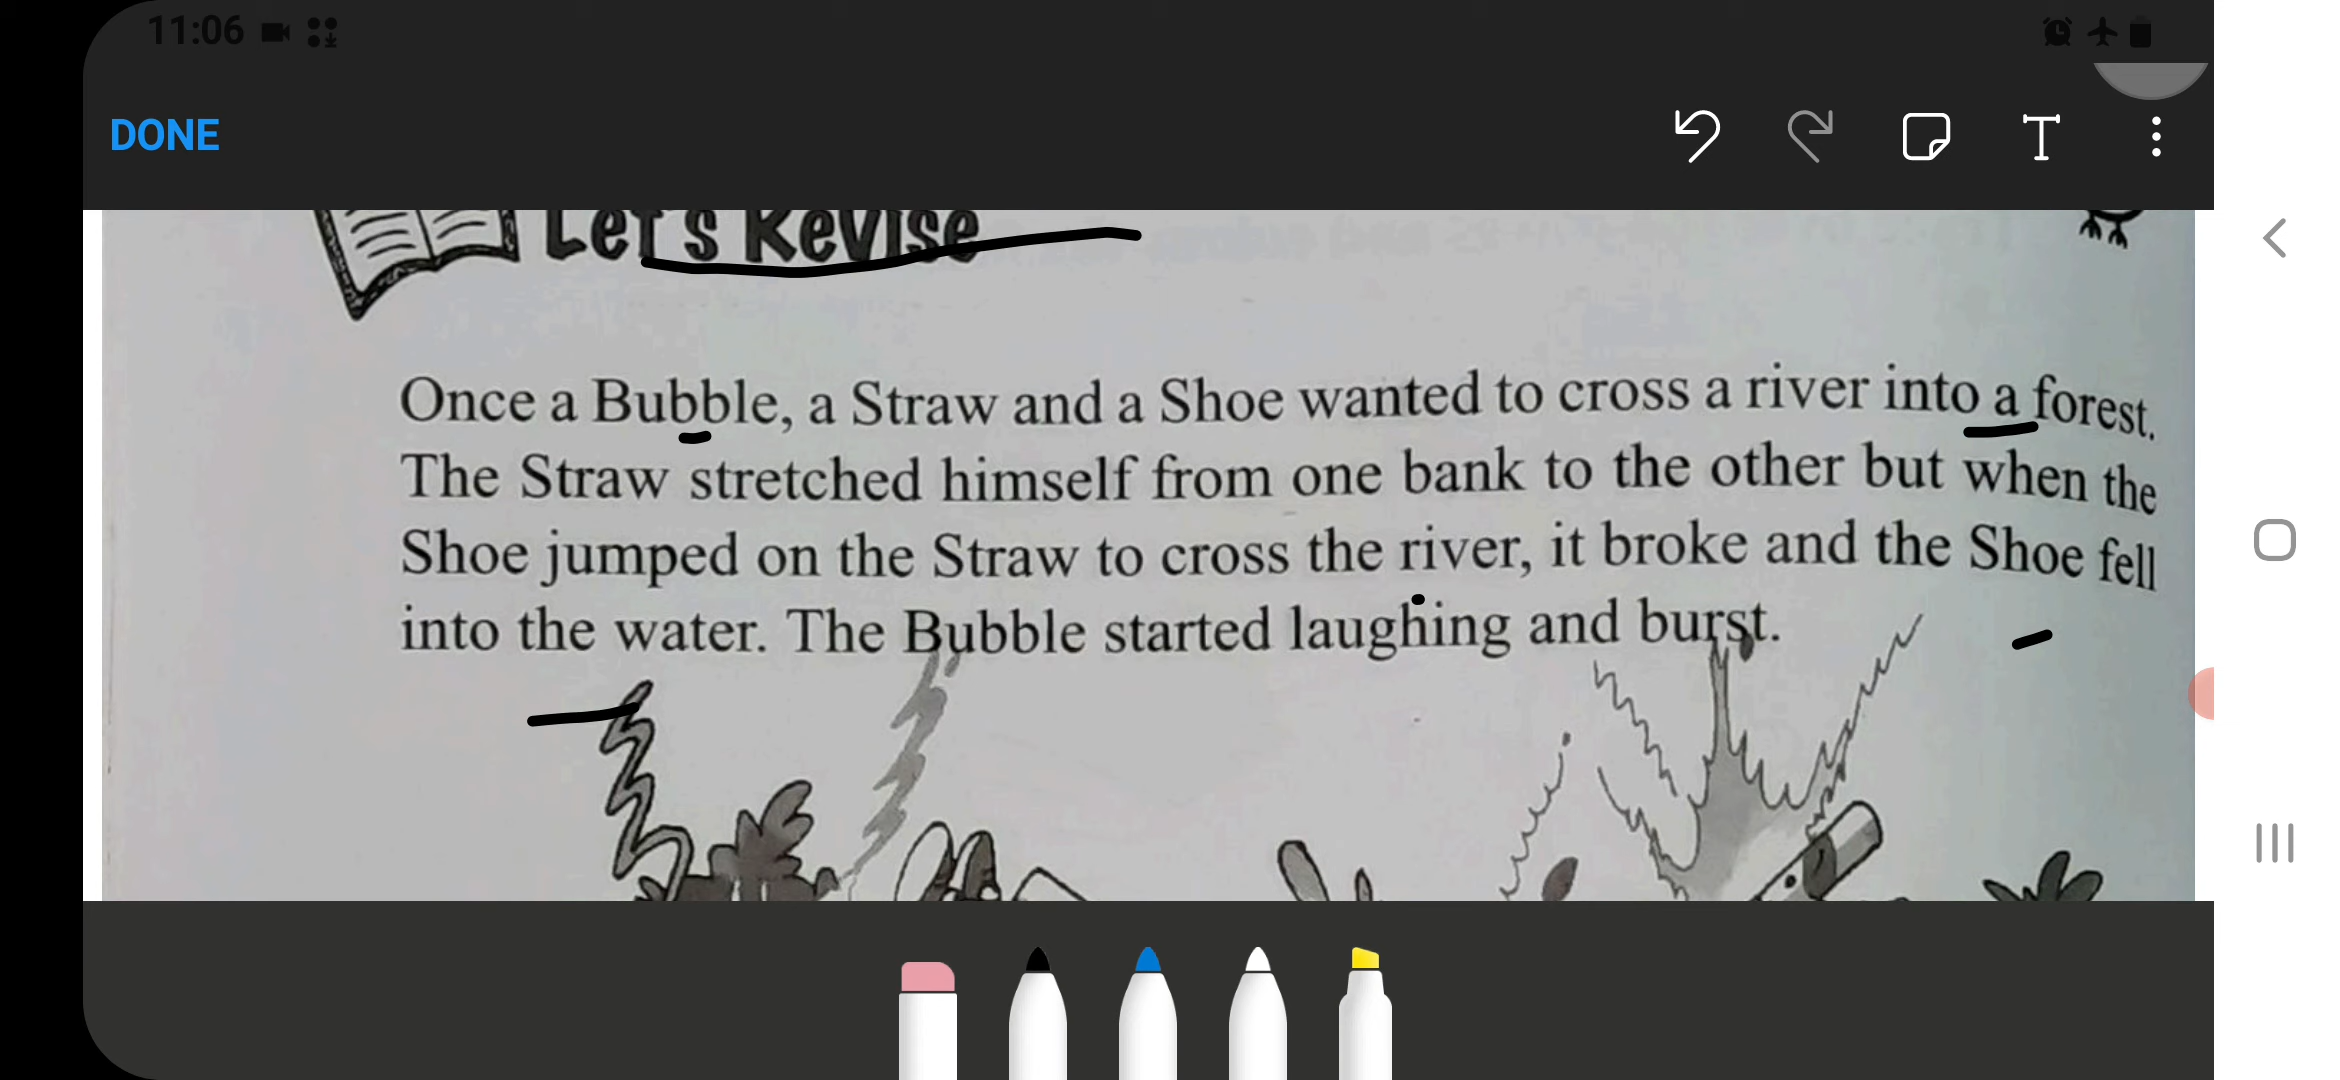 11:06
DONE
T
Let's Revise
Once a Bubble, a Straw and a Shoe wanted to cross a river into a forest.
The Straw stretched himself from one bank to the other but when the
Shoe jumped on the Straw to cross the river, it broke and the Shoe fell
into the water. The Bubble started laughing and burst.